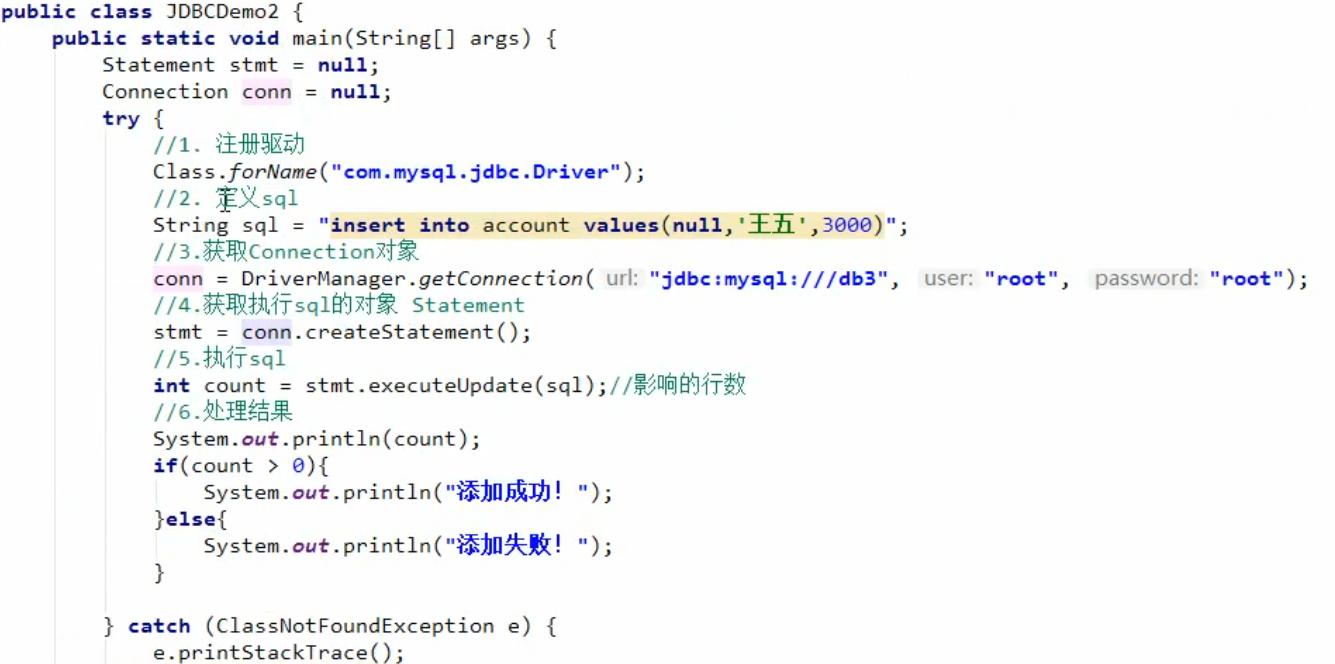 public class JDBCDemo2 {
    public static void main(String[] args) {
        Statement stmt = null;
        Connection conn = null;
        try {
            //1. 注册驱动
            Class.forName("com.mysql.jdbc.Driver");
            //2. 定义sql
            String sql = "insert into account values(null,'王五',3000)";
            //3.获取Connection对象
            conn = DriverManager.getConnection( url: "jdbc:mysql:///db3", user: "root", password: "root");
            //4.获取执行sql的对象 Statement
            stmt = conn.createStatement();
            //5.执行sql
            int count = stmt.executeUpdate(sql);//影响的行数
            //6.处理结果
            System.out.println(count);
            if(count > 0){
                System.out.println("添加成功！");
            }else{
                System.out.println("添加失败！");
            }
        } catch (ClassNotFoundException e) {
            e.printStackTrace();